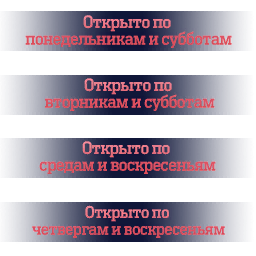 Открыто по
понедельникам и субботам
Открыто по
вторникам и субботам
Открыто по
средам и воскресеньям
Открыто по
четвергам и воскресеньям